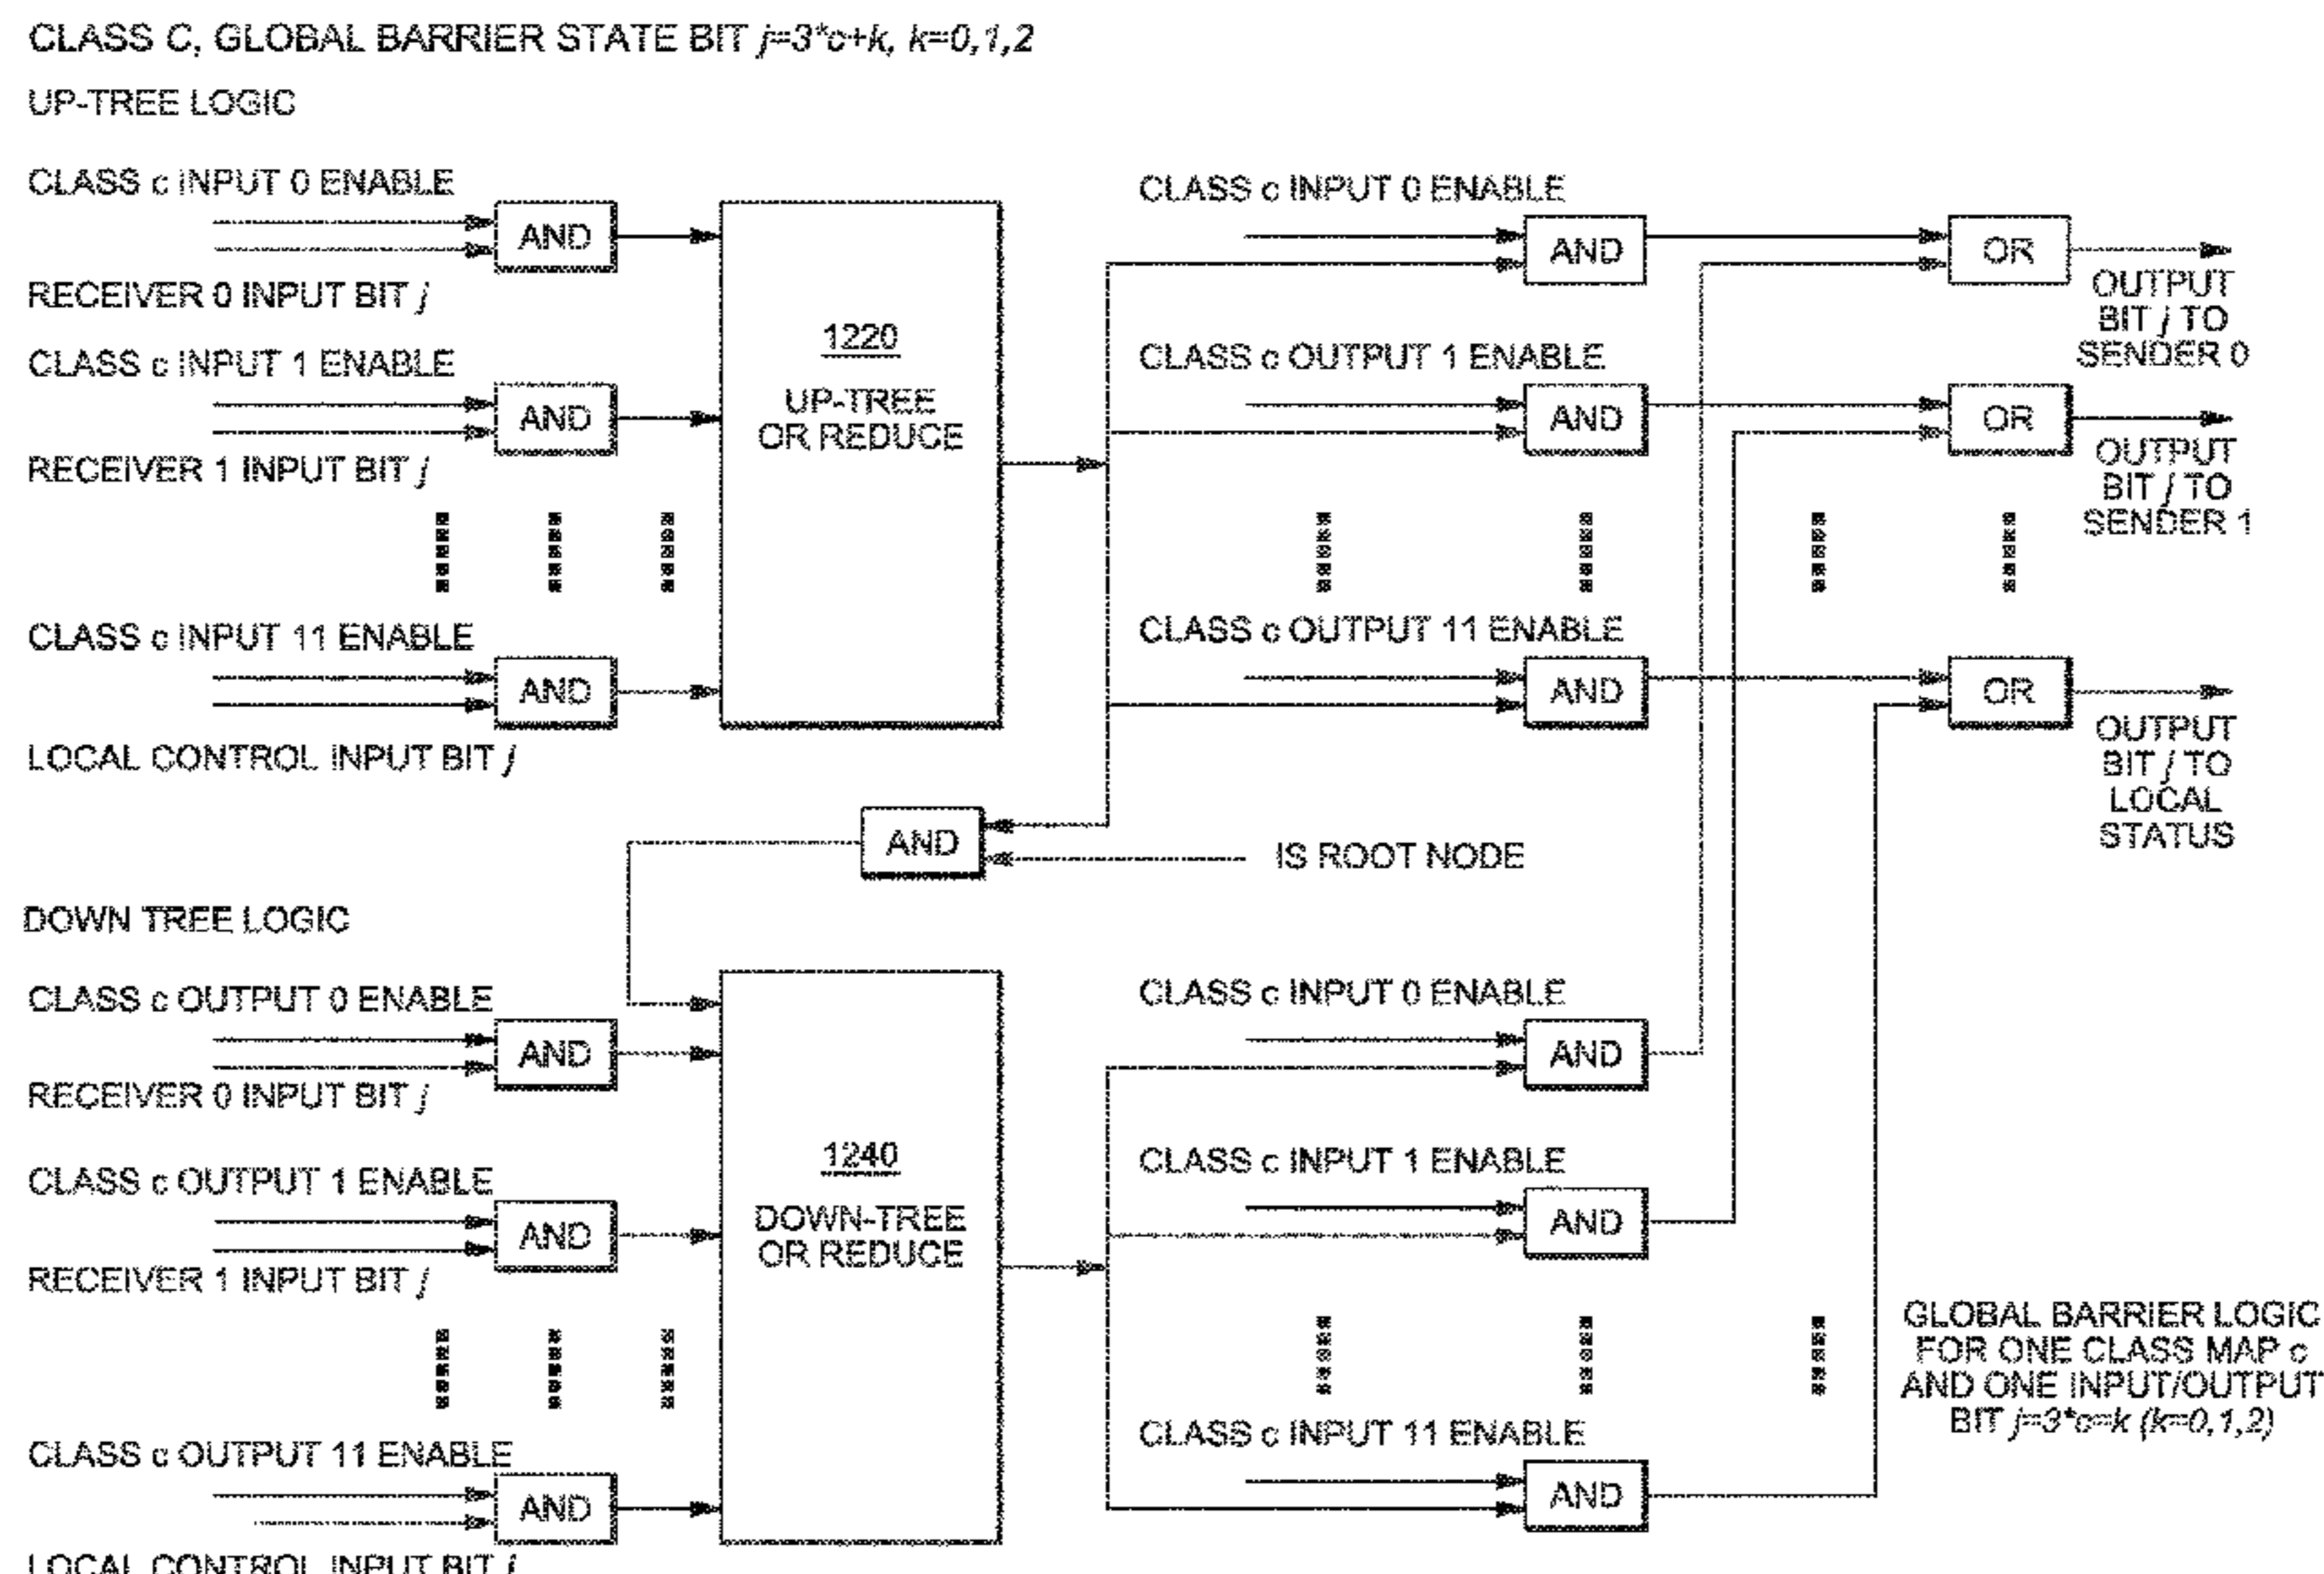 CLASS C, GLOBAL BARRIER STATE BIT j=3*c+k, k=0,1,2
UP-TREE LOGIC
CLASS c INPUT 0 ENABLE
AND
RECEIVER 0 INPUT BIT j
CLASS c INPUT 1 ENABLE
AND
RECEIVER 1 INPUT BIT j
CLASS c INPUT 11 ENABLE
AND
LOCAL CONTROL INPUT BIT j
1220
UP-TREE
OR REDUCE
CLASS c INPUT 0 ENABLE
AND
OR
OUTPUT
BIT j TO
SENDER 0
CLASS c OUTPUT 1 ENABLE
AND
OR
OUTPUT
BIT j TO
SENDER 1
CLASS c OUTPUT 11 ENABLE
AND
OR
OUTPUT
BIT j TO
LOCAL
STATUS
AND
IS ROOT NODE
DOWN TREE LOGIC
CLASS c OUTPUT 0 ENABLE
AND
RECEIVER 0 INPUT BIT j
CLASS c OUTPUT 1 ENABLE
AND
RECEIVER 1 INPUT BIT j
CLASS c OUTPUT 11 ENABLE
AND
LOCAL CONTROL INPUT BIT j
1240
DOWN-TREE
OR REDUCE
CLASS c INPUT 0 ENABLE
AND
CLASS c INPUT 1 ENABLE
AND
CLASS c INPUT 11 ENABLE
AND
GLOBAL BARRIER LOGIC
FOR ONE CLASS MAP c
AND ONE INPUT/OUTPUT
BIT j=3*c=k (k=0,1,2)